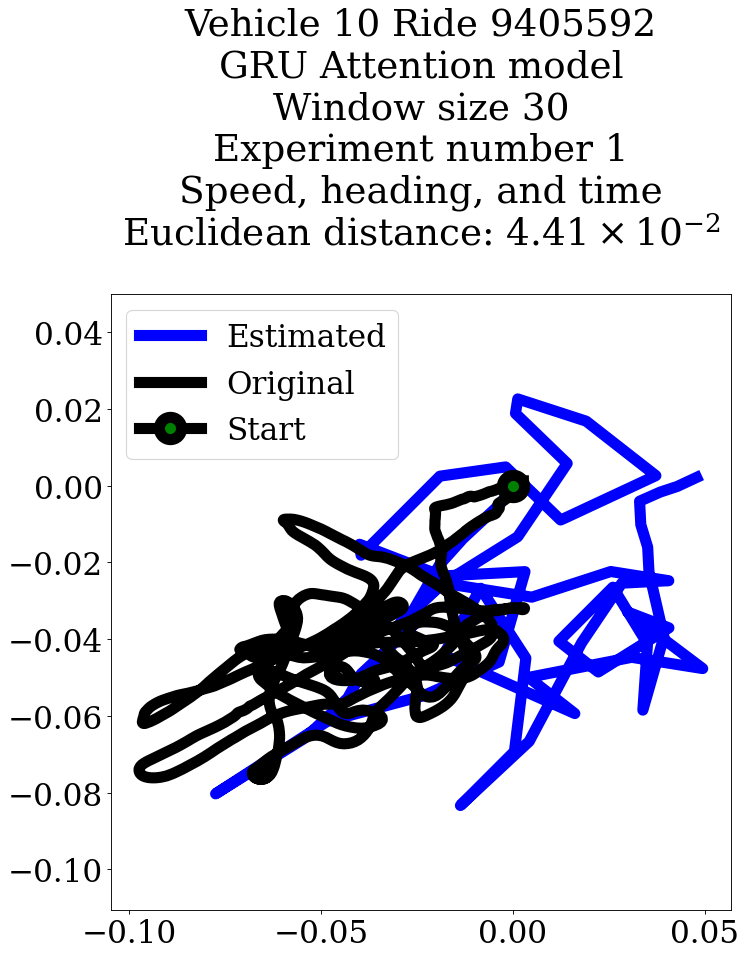 Vehicle 10 Ride 9405592
GRU Attention model
Window size 30
Experiment number 1
Speed, heading, and time
Euclidean distance: 4.41 × 10⁻²
Estimated
Original
Start
0.04
0.02
0.00
−0.02
−0.04
−0.06
−0.08
−0.10
−0.10 −0.05 0.00 0.05